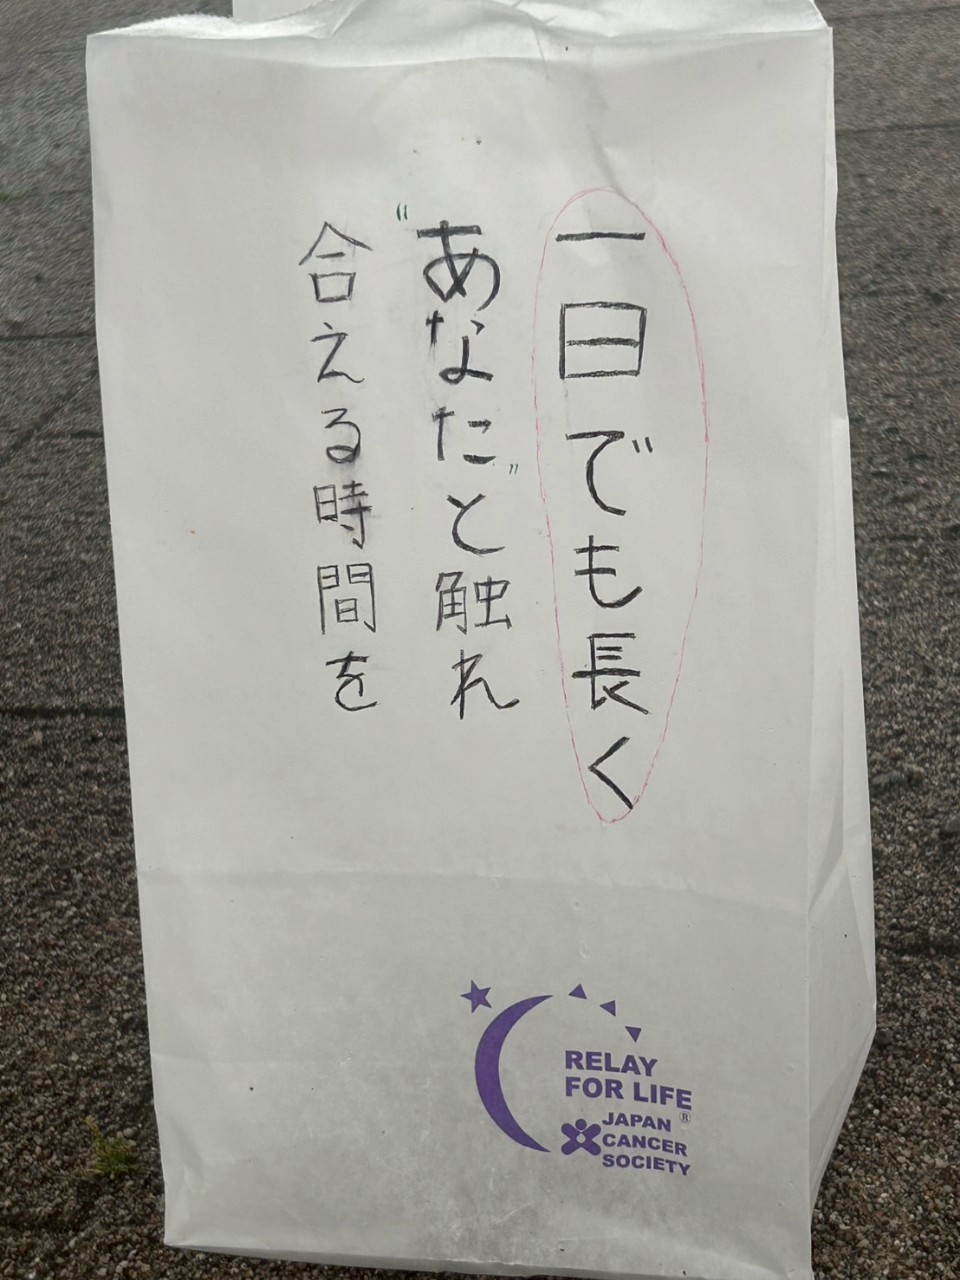 一日でも長く
“あなた”と触れ
合える時間を
RELAY
FOR LIFE®
JAPAN
CANCER
SOCIETY